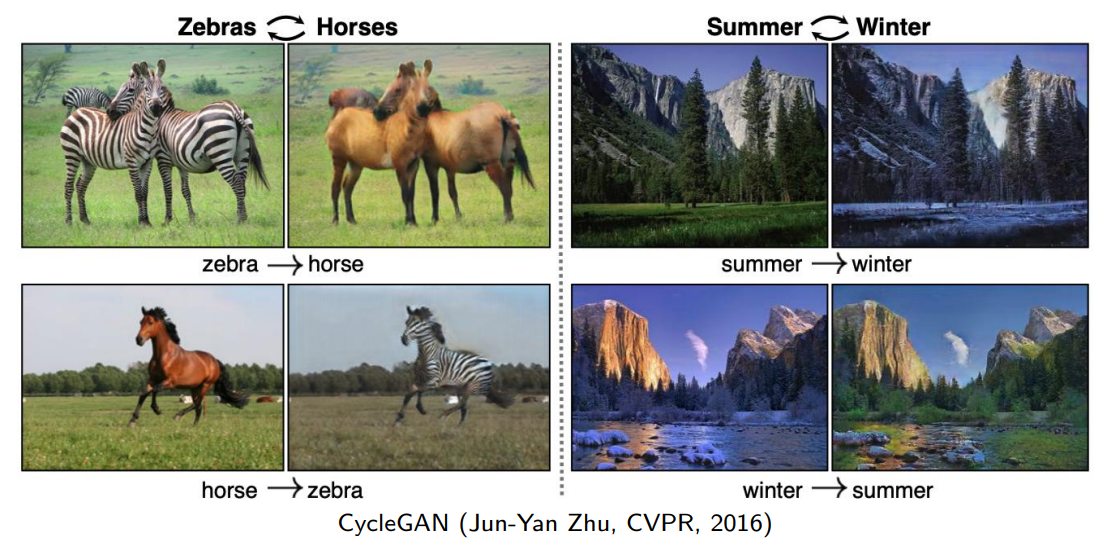 Zebras Horses
Summer Winter
zebra → horse
summer → winter
horse → zebra
winter → summer
CycleGAN (Jun-Yan Zhu, CVPR, 2016)